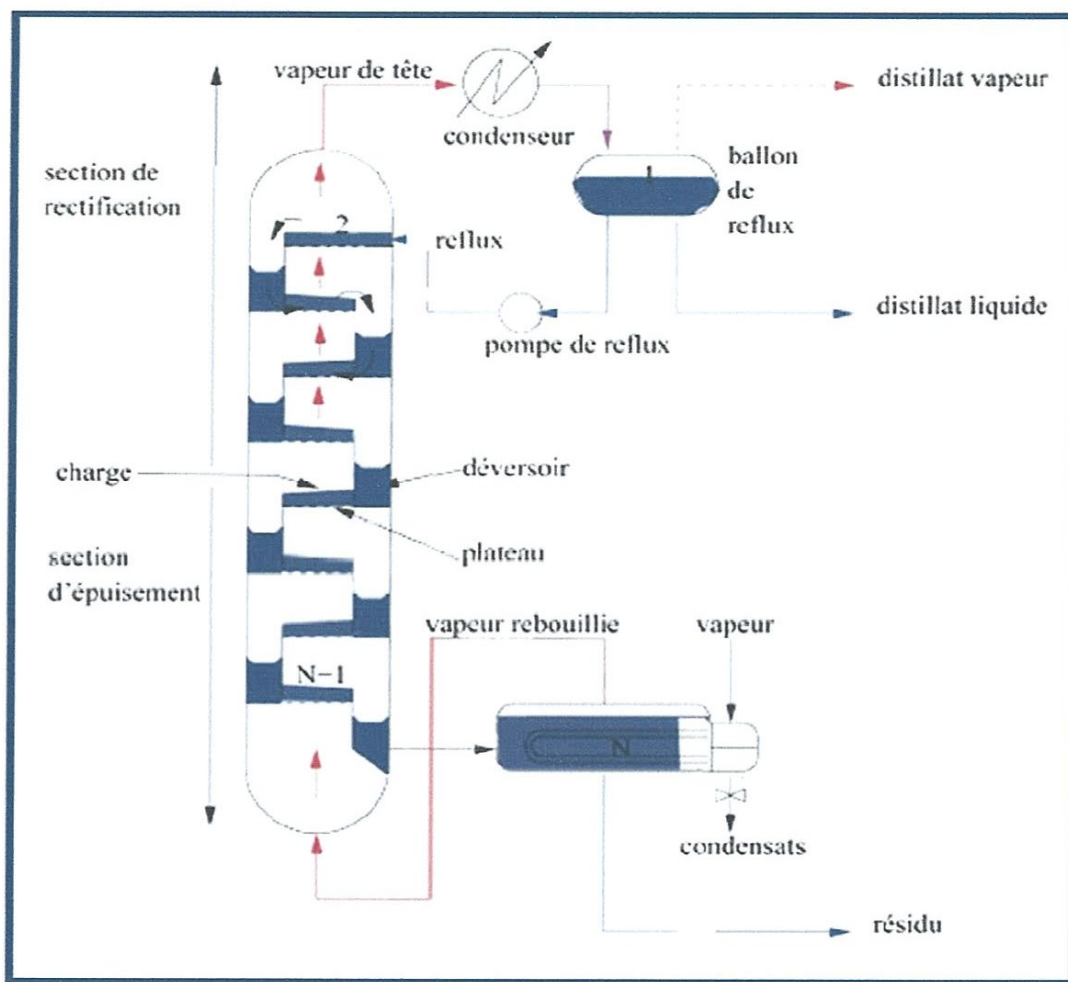 vapeur de tête
distillat vapeur
condenseur
section de
rectification
1
ballon
de
reflux
2
reflux
distillat liquide
pompe de reflux
charge
déversoir
plateau
section
d'épuisement
vapeur rebouillie
vapeur
N-1
N
condensats
résidu